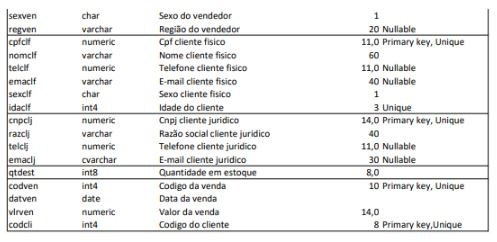 sexven char Sexo do vendedor 1
regven varchar Região do vendedor 20 Nullable
cpfclf numeric Cpf cliente fisico 11,0 Primary key, Unique
nomclf varchar Nome cliente fisico 60
telclf numeric Telefone cliente fisico 11,0 Nullable
emaclf varchar E-mail cliente fisico 40 Nullable
sexclf char Sexo cliente fisico 1
idaclf int4 Idade do cliente 3 Unique
cnpclj numeric Cnpj cliente juridico 14,0 Primary key, Unique
razclj varchar Razão social cliente juridico 40
telclj numeric Telefone cliente juridico 11,0 Nullable
emaclj cvarchar E-mail cliente juridico 30 Nullable
qtdest int8 Quantidade em estoque 8,0
codven int4 Codigo da venda 10 Primary key, Unique
datven date Data da venda
vlrven numeric Valor da venda 14,0
codcli int4 Codigo do cliente 8 Primary key,Unique